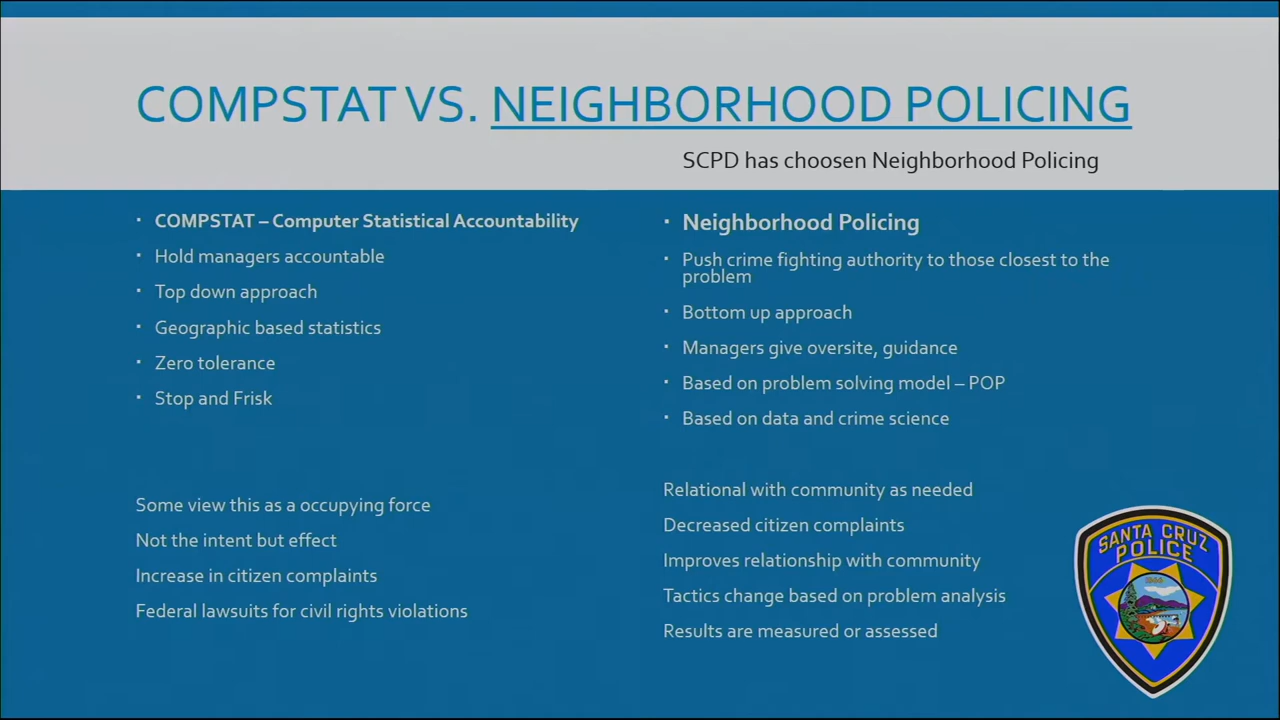 COMPSTAT VS. NEIGHBORHOOD POLICING
SCPD has choosen Neighborhood Policing
▪ COMPSTAT – Computer Statistical Accountability
▪ Hold managers accountable
▪ Top down approach
▪ Geographic based statistics
▪ Zero tolerance
▪ Stop and Frisk
Some view this as a occupying force
Not the intent but effect
Increase in citizen complaints
Federal lawsuits for civil rights violations
▪ Neighborhood Policing
▪ Push crime fighting authority to those closest to the
problem
▪ Bottom up approach
▪ Managers give oversite, guidance
▪ Based on problem solving model – POP
▪ Based on data and crime science
Relational with community as needed
Decreased citizen complaints
Improves relationship with community
Tactics change based on problem analysis
Results are measured or assessed
SANTA CRUZ
POLICE